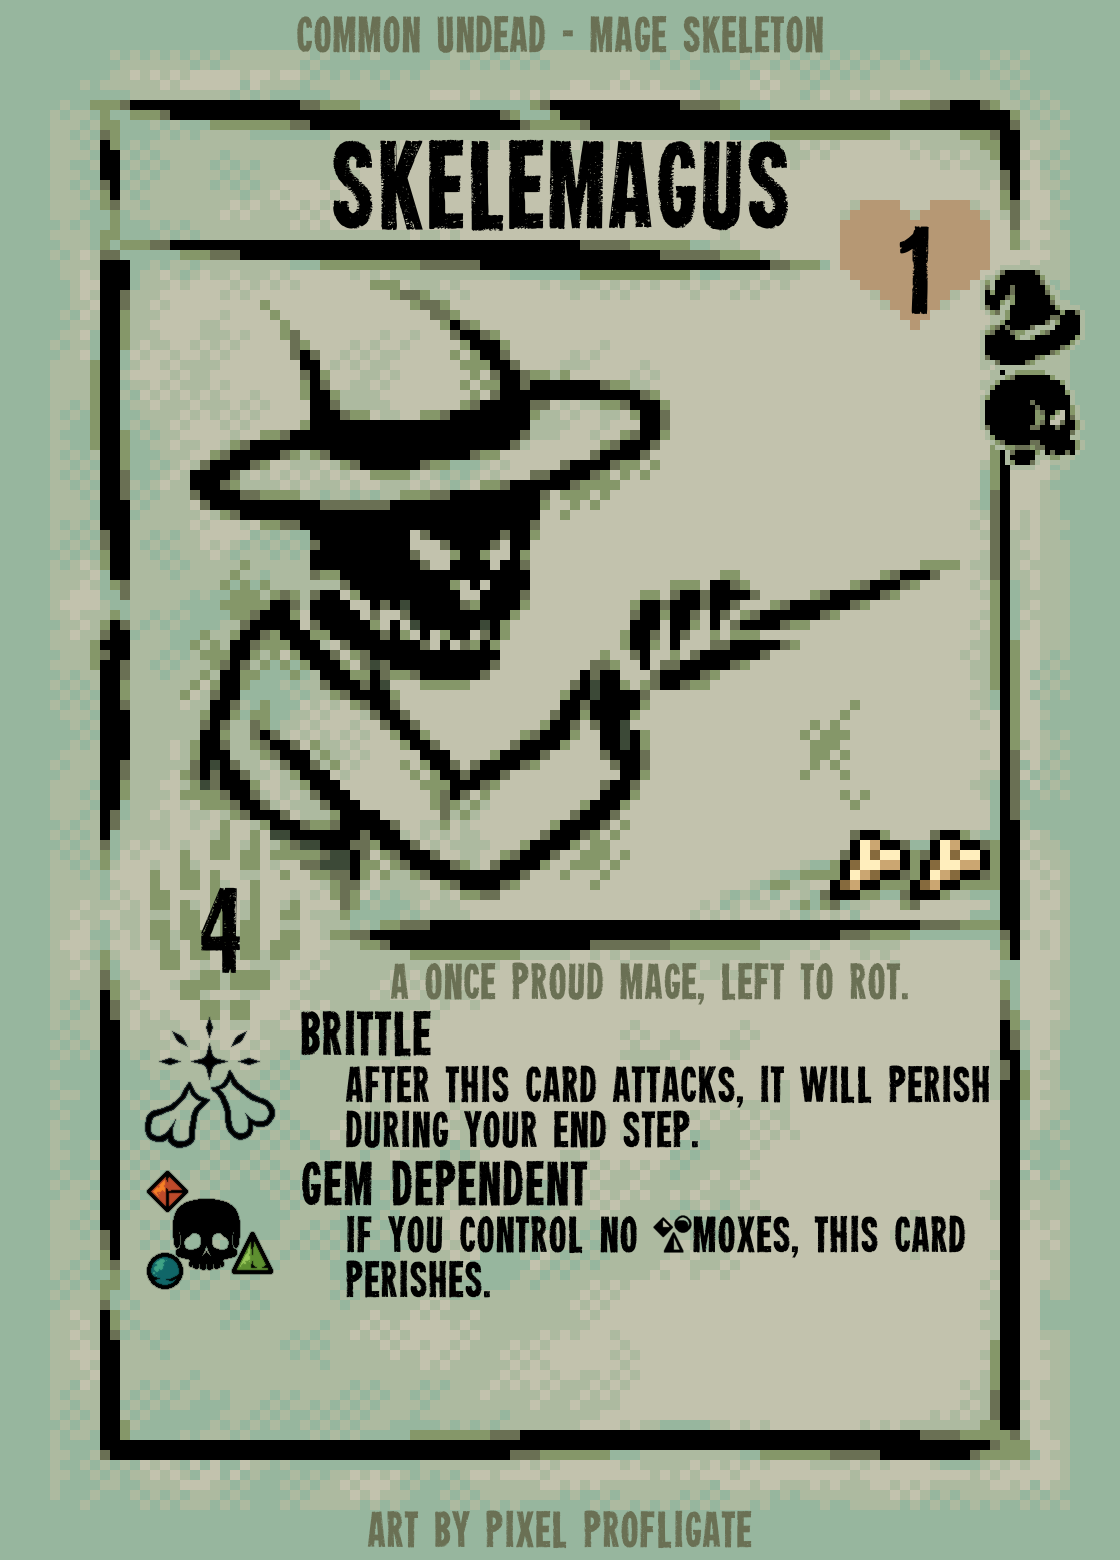 COMMON UNDEAD - MAGE SKELETON
SKELEMAGUS
1
4
A ONCE PROUD MAGE, LEFT TO ROT.
BRITTLE
AFTER THIS CARD ATTACKS, IT WILL PERISH
DURING YOUR END STEP.
GEM DEPENDENT
IF YOU CONTROL NO MOXES, THIS CARD
PERISHES.
ART BY PIXEL PROFLIGATE